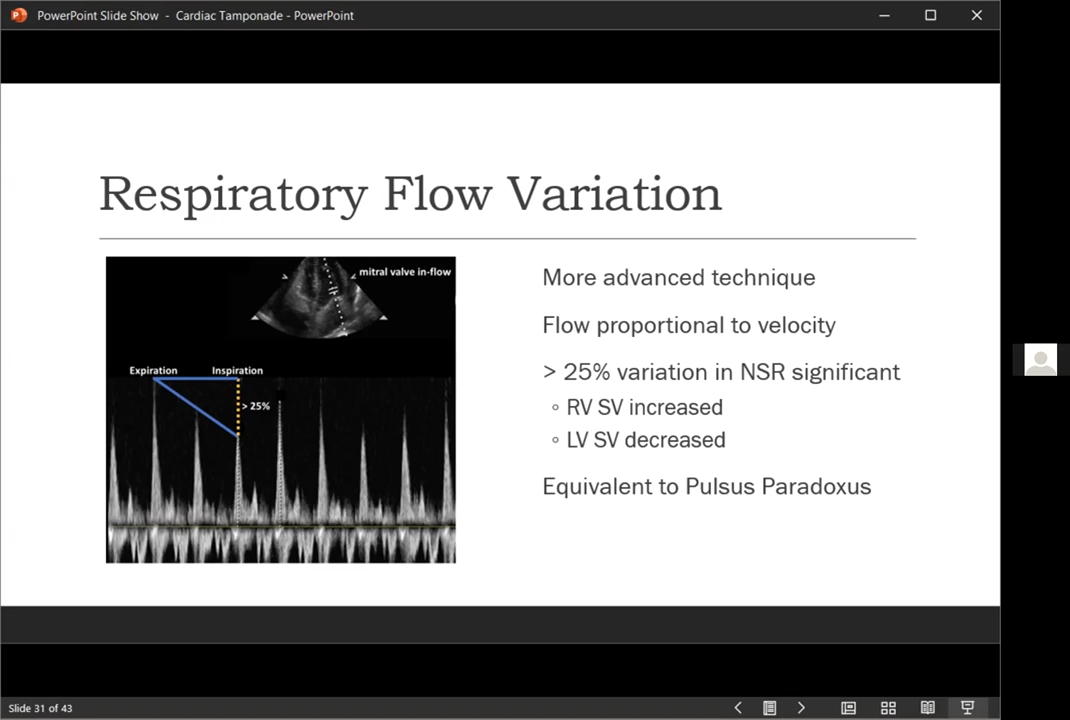 PowerPoint Slide Show - Cardiac Tamponade - PowerPoint
Respiratory Flow Variation
mitral valve in-flow
Expiration
Inspiration
> 25%
More advanced technique
Flow proportional to velocity
> 25% variation in NSR significant
◦ RV SV increased
◦ LV SV decreased
Equivalent to Pulsus Paradoxus
Slide 31 of 43